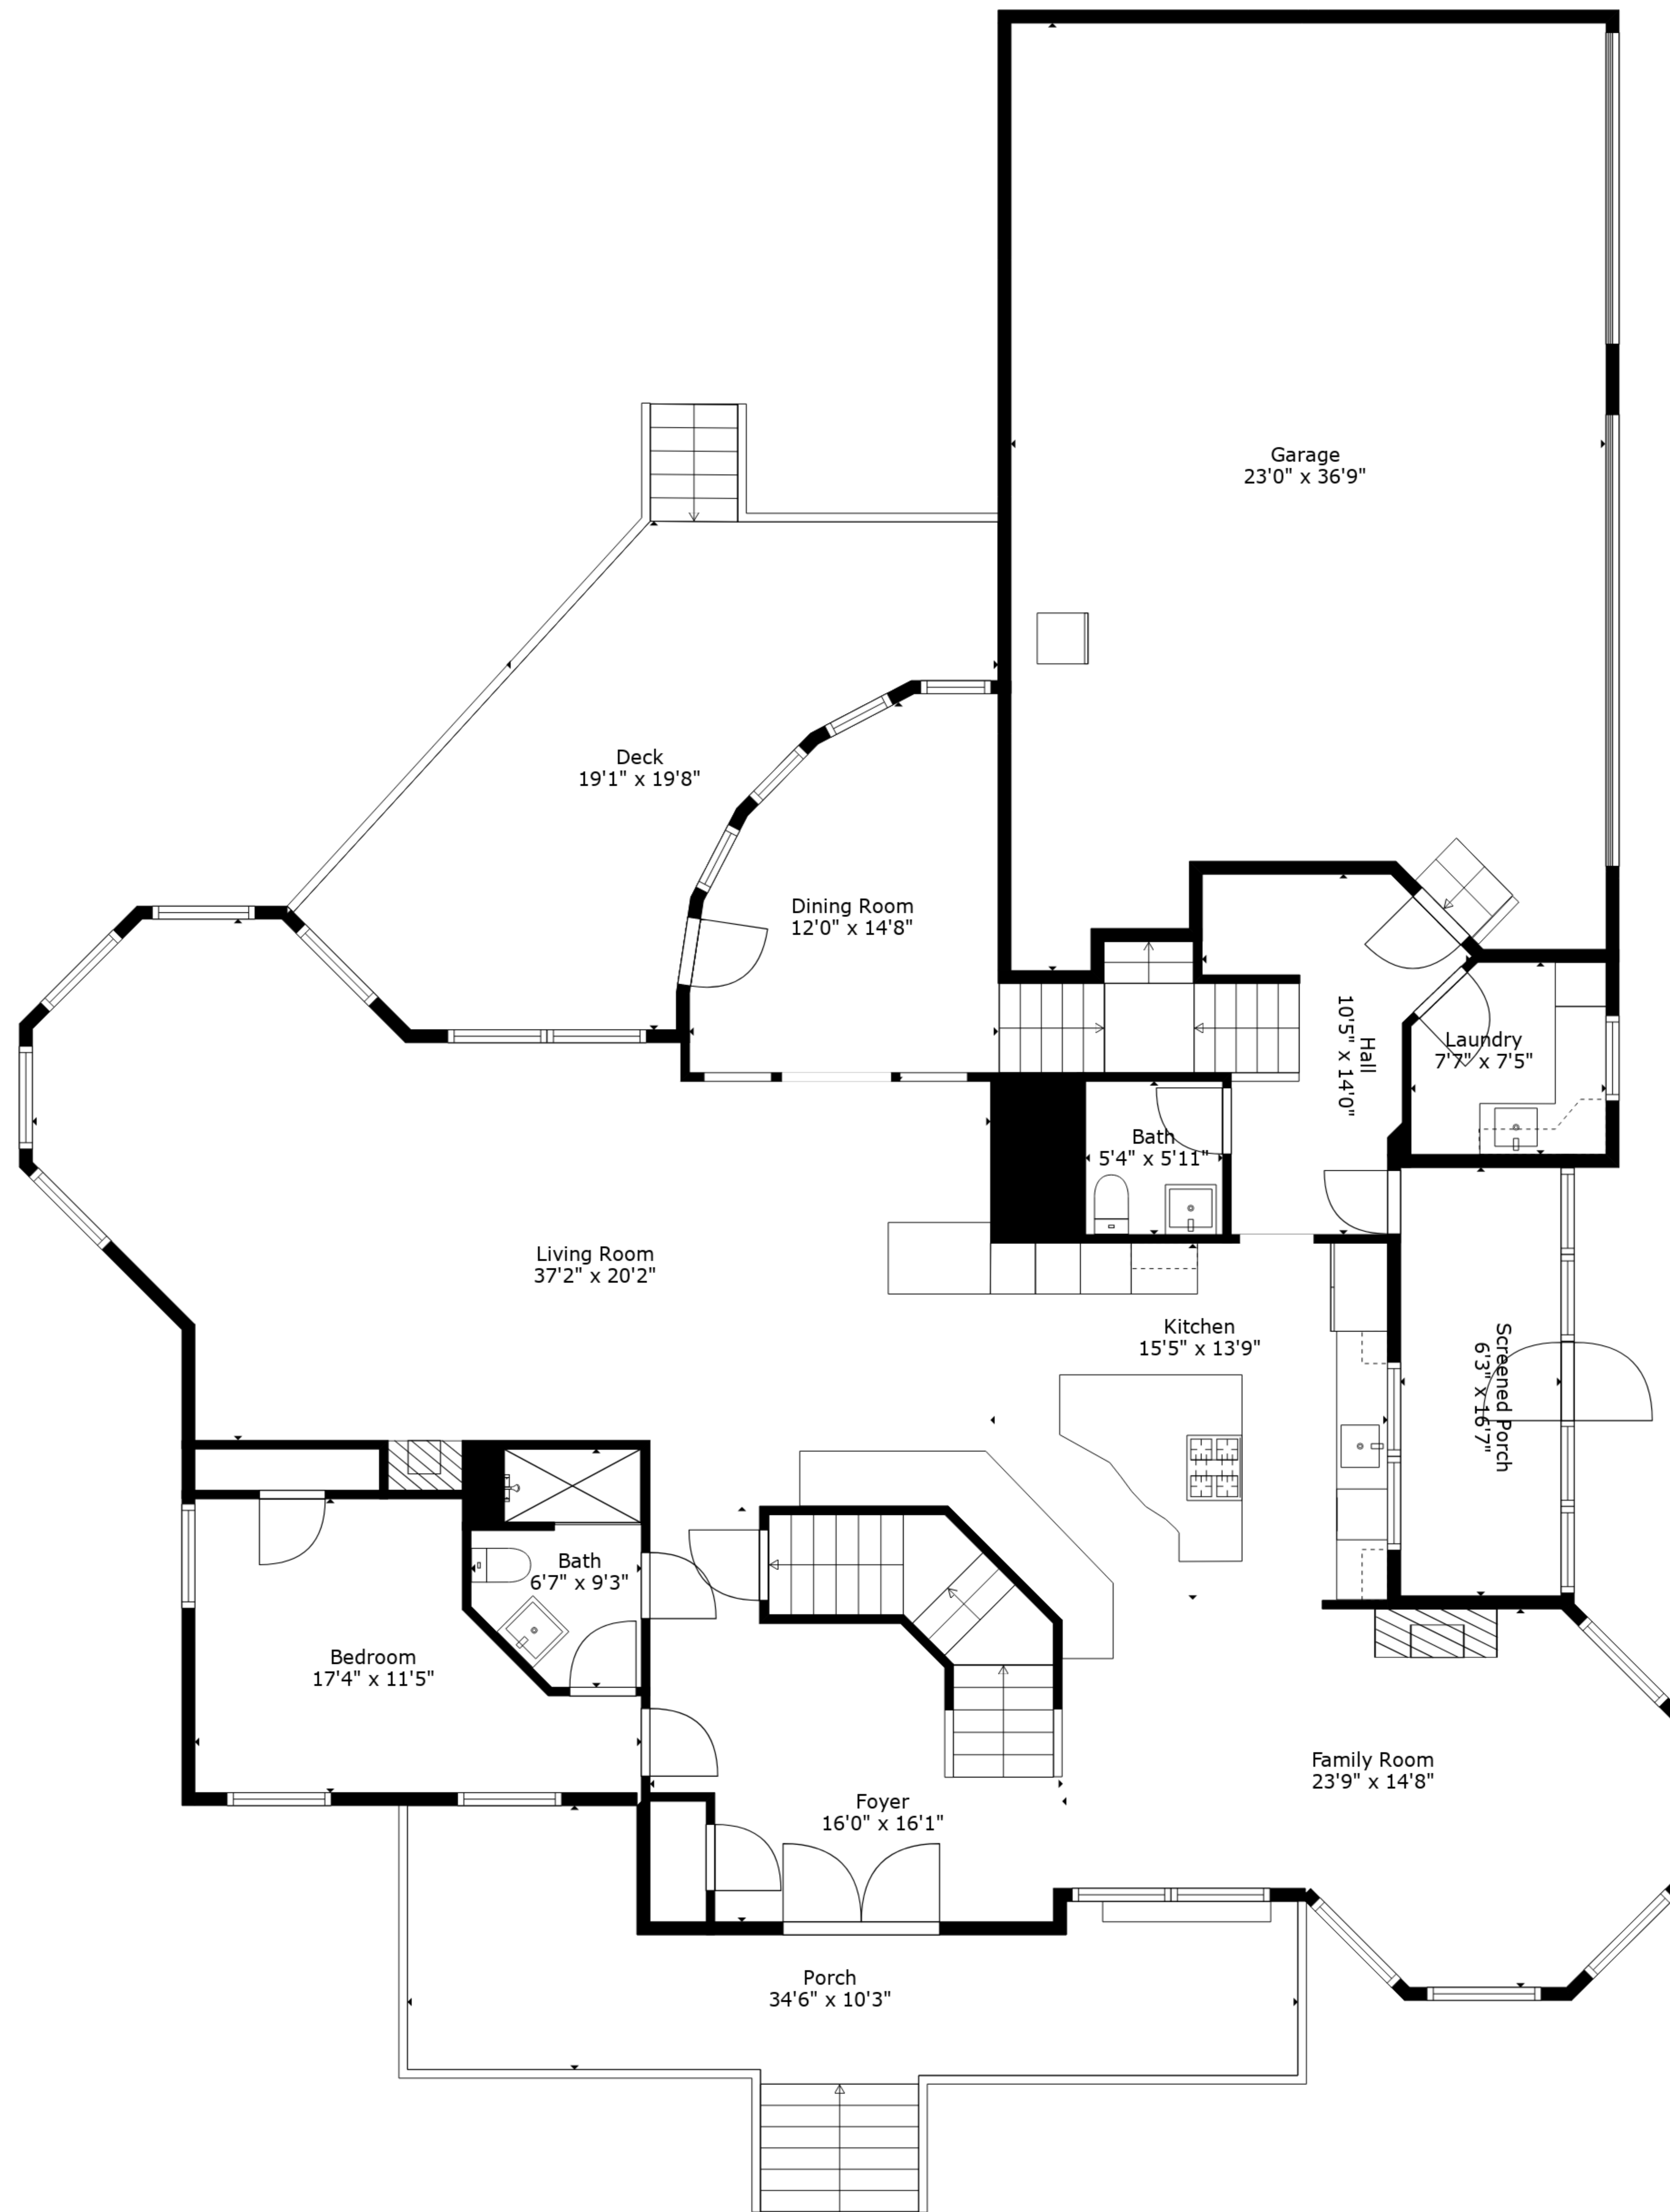 Garage
23'0" x 36'9"
Deck
19'1" x 19'8"
Dining Room
12'0" x 14'8"
Hall
10'5" x 14'0"
Laundry
7'7" x 7'5"
Bath
5'4" x 5'11"
Living Room
37'2" x 20'2"
Kitchen
15'5" x 13'9"
Screened Porch
6'3" x 16'7"
Bath
6'7" x 9'3"
Bedroom
17'4" x 11'5"
Family Room
23'9" x 14'8"
Foyer
16'0" x 16'1"
Porch
34'6" x 10'3"